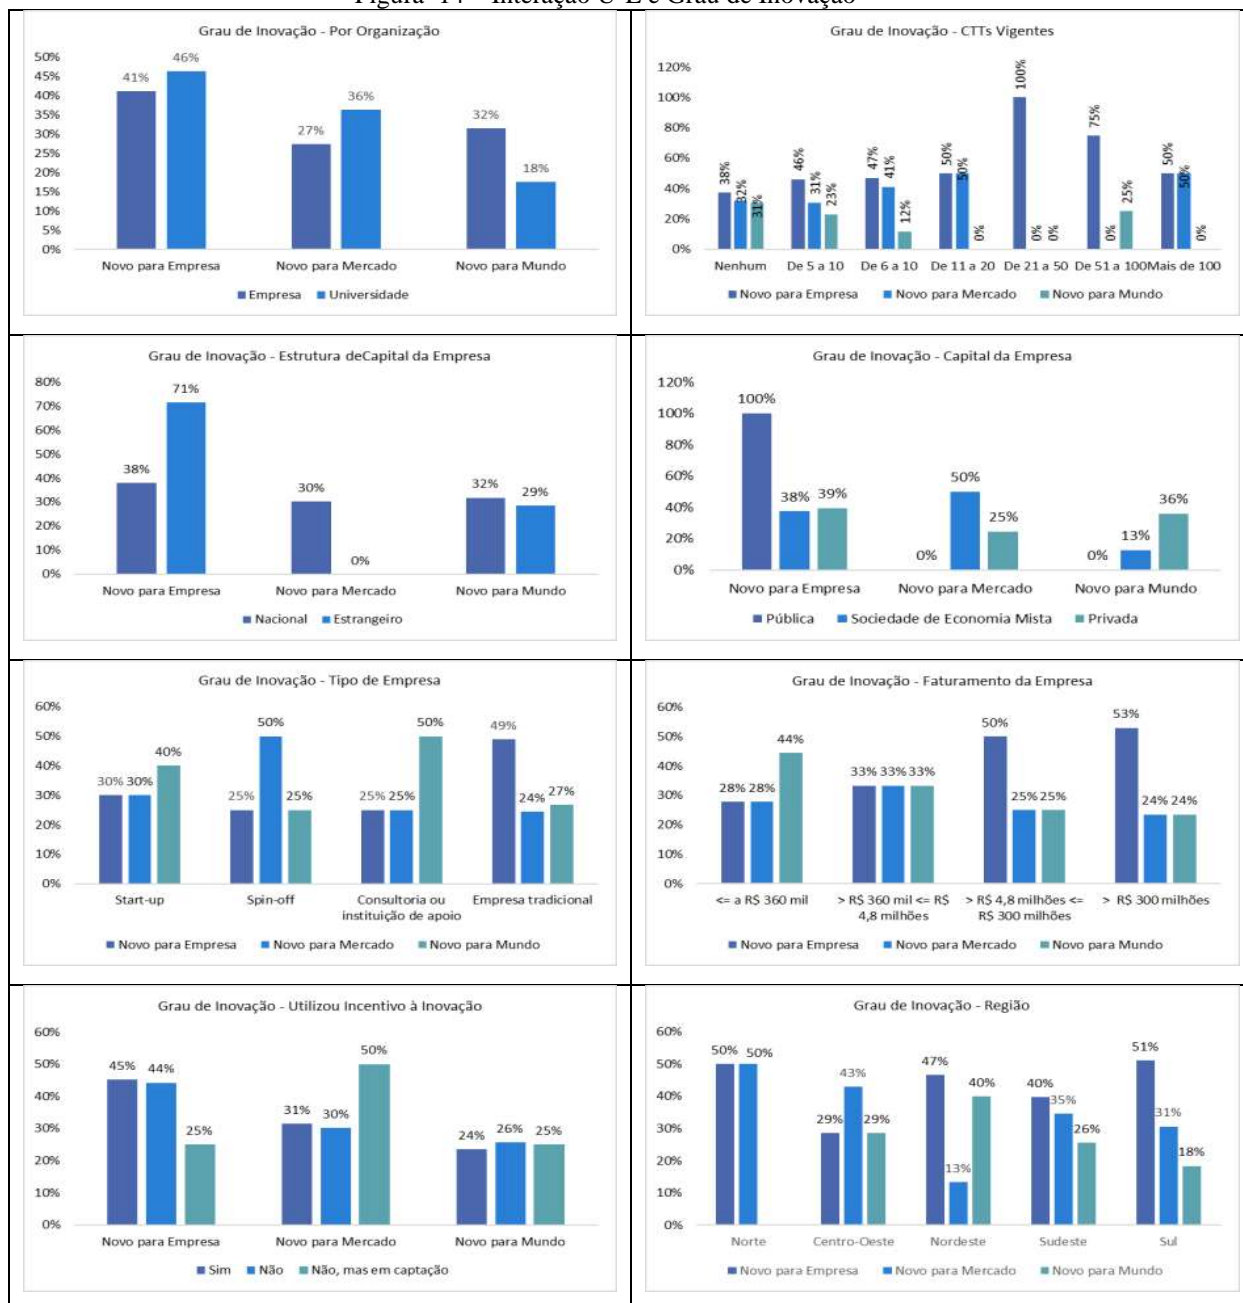 Figura 14 – Interação U-E e Grau de Inovação
Grau de Inovação - Por Organização
50%
45%
40%
35%
30%
25%
20%
15%
10%
5%
0%
41%
46%
27%
36%
32%
18%
Novo para Empresa
Novo para Mercado
Novo para Mundo
Empresa
Universidade
Grau de Inovação - CTTs Vigentes
120%
100%
80%
60%
40%
20%
0%
38%
32%
31%
46%
31%
23%
47%
41%
12%
50%
50%
0%
100%
0%
0%
75%
0%
25%
50%
50%
0%
Nenhum
De 5 a 10
De 6 a 10
De 11 a 20
De 21 a 50
De 51 a 100
Mais de 100
Novo para Empresa
Novo para Mercado
Novo para Mundo
Grau de Inovação - Estrutura deCapital da Empresa
80%
70%
60%
50%
40%
30%
20%
10%
0%
38%
71%
30%
0%
32%
29%
Novo para Empresa
Novo para Mercado
Novo para Mundo
Nacional
Estrangeiro
Grau de Inovação - Capital da Empresa
120%
100%
80%
60%
40%
20%
0%
100%
38%
39%
0%
50%
25%
0%
13%
36%
Novo para Empresa
Novo para Mercado
Novo para Mundo
Pública
Sociedade de Economia Mista
Privada
Grau de Inovação - Tipo de Empresa
60%
50%
40%
30%
20%
10%
0%
30%
30%
40%
25%
50%
25%
25%
25%
50%
49%
24%
27%
Start-up
Spin-off
Consultoria ou
instituição de apoio
Empresa tradicional
Novo para Empresa
Novo para Mercado
Novo para Mundo
Grau de Inovação - Faturamento da Empresa
60%
50%
40%
30%
20%
10%
0%
28%
28%
44%
33%
33%
33%
50%
25%
25%
53%
24%
24%
<= a R$ 360 mil
> R$ 360 mil <= R$
4,8 milhões
> R$ 4,8 milhões <=
R$ 300 milhões
> R$ 300 milhões
Novo para Empresa
Novo para Mercado
Novo para Mundo
Grau de Inovação - Utilizou Incentivo à Inovação
60%
50%
40%
30%
20%
10%
0%
45%
44%
25%
31%
30%
50%
24%
26%
25%
Novo para Empresa
Novo para Mercado
Novo para Mundo
Sim
Não
Não, mas em captação
Grau de Inovação - Região
60%
50%
40%
30%
20%
10%
0%
50%
50%
29%
43%
29%
47%
13%
40%
40%
35%
26%
51%
31%
18%
Norte
Centro-Oeste
Nordeste
Sudeste
Sul
Novo para Empresa
Novo para Mercado
Novo para Mundo